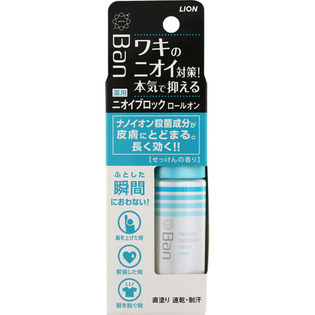 LION
Ban
ワキの
ニオイ対策!
本気で抑える
薬用
ニオイブロック ロールオン
ナノイオン殺菌成分が
皮膚にとどまる。
長く効く!!
【せっけんの香り】
ふとした
瞬間
におわない!
腕を上げた時
緊張した時
服を脱ぐ時
Ban
直塗り 速乾・制汗